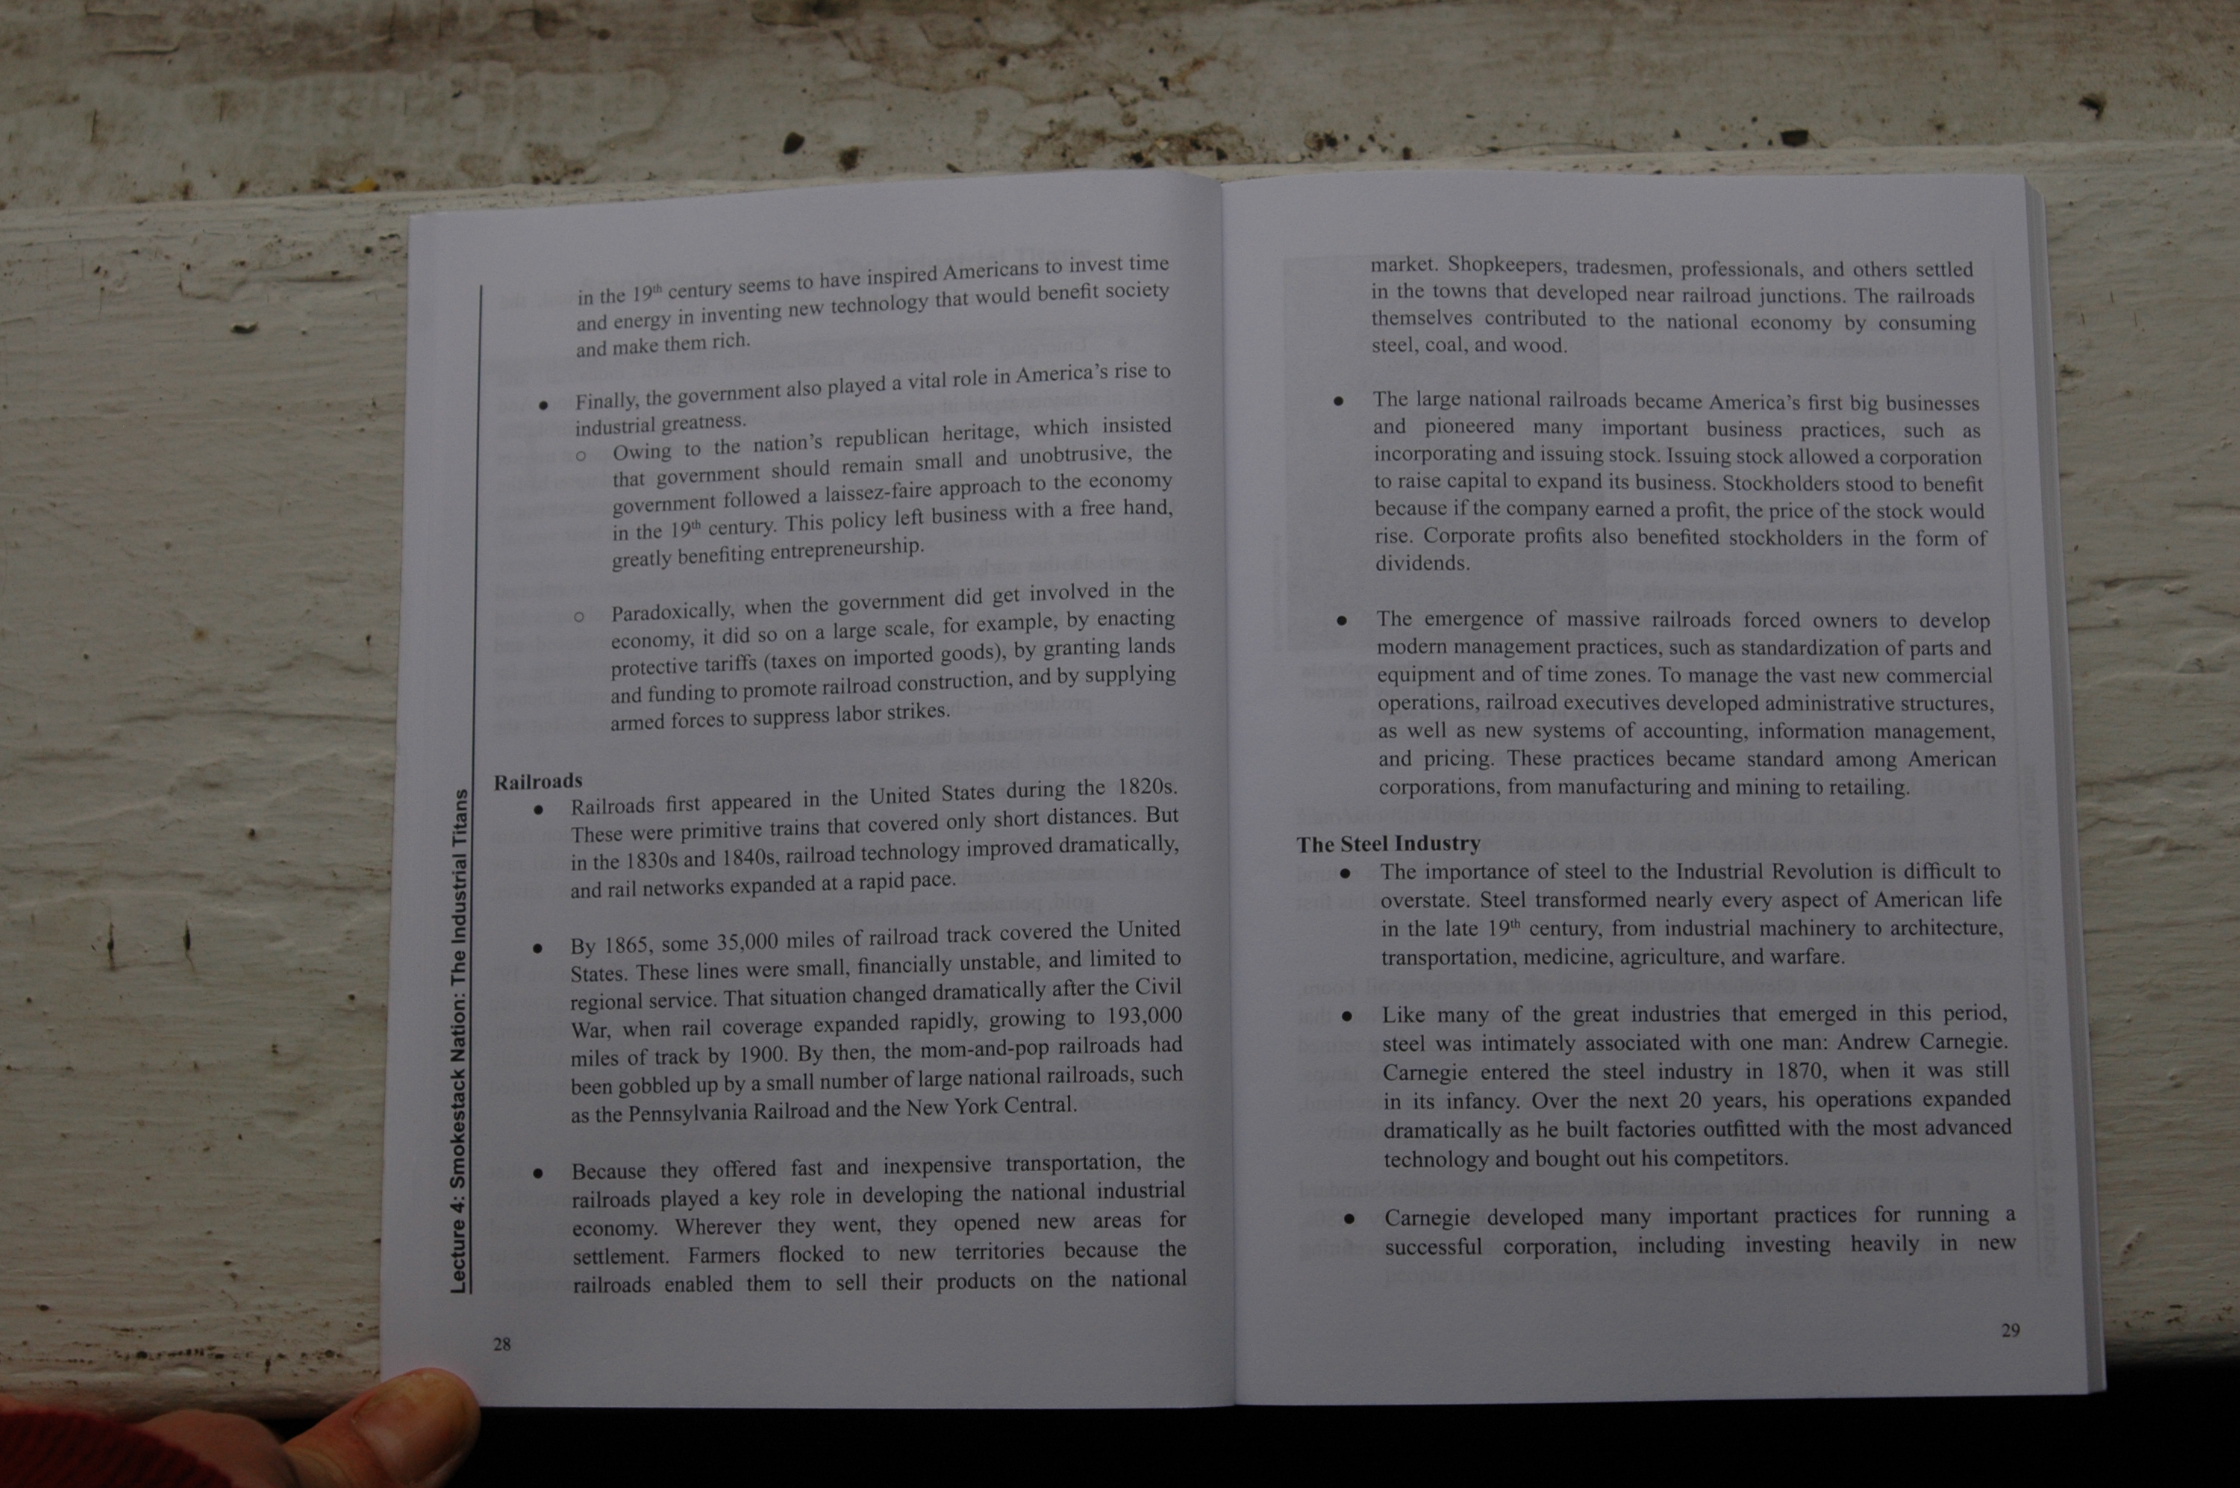 in the 19th century seems to have inspired Americans to invest time
and energy in inventing new technology that would benefit society
and make them rich.
● Finally, the government also played a vital role in America's rise to
industrial greatness.
○ Owing to the nation's republican heritage, which insisted
that government should remain small and unobtrusive, the
government followed a laissez-faire approach to the economy
in the 19th century. This policy left business with a free hand,
greatly benefiting entrepreneurship.
○ Paradoxically, when the government did get involved in the
economy, it did so on a large scale, for example, by enacting
protective tariffs (taxes on imported goods), by granting lands
and funding to promote railroad construction, and by supplying
armed forces to suppress labor strikes.
Railroads
● Railroads first appeared in the United States during the 1820s.
These were primitive trains that covered only short distances. But
in the 1830s and 1840s, railroad technology improved dramatically,
and rail networks expanded at a rapid pace.
● By 1865, some 35,000 miles of railroad track covered the United
States. These lines were small, financially unstable, and limited to
regional service. That situation changed dramatically after the Civil
War, when rail coverage expanded rapidly, growing to 193,000
miles of track by 1900. By then, the mom-and-pop railroads had
been gobbled up by a small number of large national railroads, such
as the Pennsylvania Railroad and the New York Central.
● Because they offered fast and inexpensive transportation, the
railroads played a key role in developing the national industrial
economy. Wherever they went, they opened new areas for
settlement. Farmers flocked to new territories because the
railroads enabled them to sell their products on the national
Lecture 4: Smokestack Nation: The Industrial Titans
28
market. Shopkeepers, tradesmen, professionals, and others settled
in the towns that developed near railroad junctions. The railroads
themselves contributed to the national economy by consuming
steel, coal, and wood.
● The large national railroads became America's first big businesses
and pioneered many important business practices, such as
incorporating and issuing stock. Issuing stock allowed a corporation
to raise capital to expand its business. Stockholders stood to benefit
because if the company earned a profit, the price of the stock would
rise. Corporate profits also benefited stockholders in the form of
dividends.
● The emergence of massive railroads forced owners to develop
modern management practices, such as standardization of parts and
equipment and of time zones. To manage the vast new commercial
operations, railroad executives developed administrative structures,
as well as new systems of accounting, information management,
and pricing. These practices became standard among American
corporations, from manufacturing and mining to retailing.
The Steel Industry
● The importance of steel to the Industrial Revolution is difficult to
overstate. Steel transformed nearly every aspect of American life
in the late 19th century, from industrial machinery to architecture,
transportation, medicine, agriculture, and warfare.
● Like many of the great industries that emerged in this period,
steel was intimately associated with one man: Andrew Carnegie.
Carnegie entered the steel industry in 1870, when it was still
in its infancy. Over the next 20 years, his operations expanded
dramatically as he built factories outfitted with the most advanced
technology and bought out his competitors.
● Carnegie developed many important practices for running a
successful corporation, including investing heavily in new
29